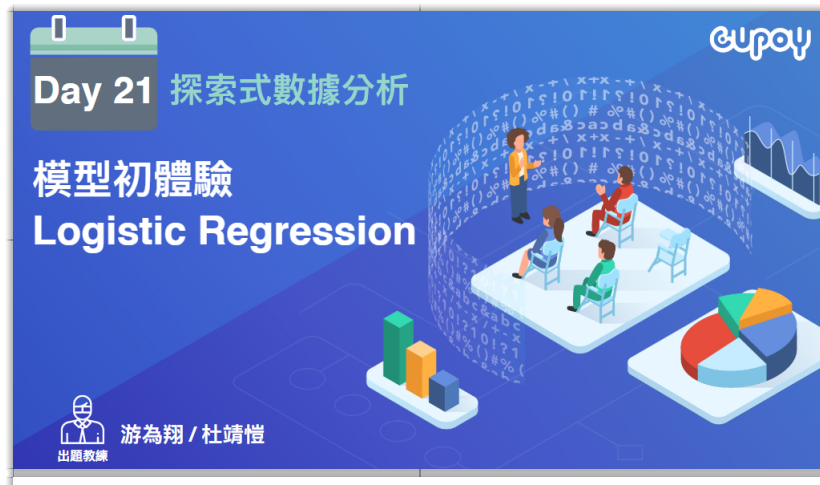 Cupoy
Day 21 探索式數據分析
模型初體驗
Logistic Regression
游為翔 / 杜靖愷
出題教練